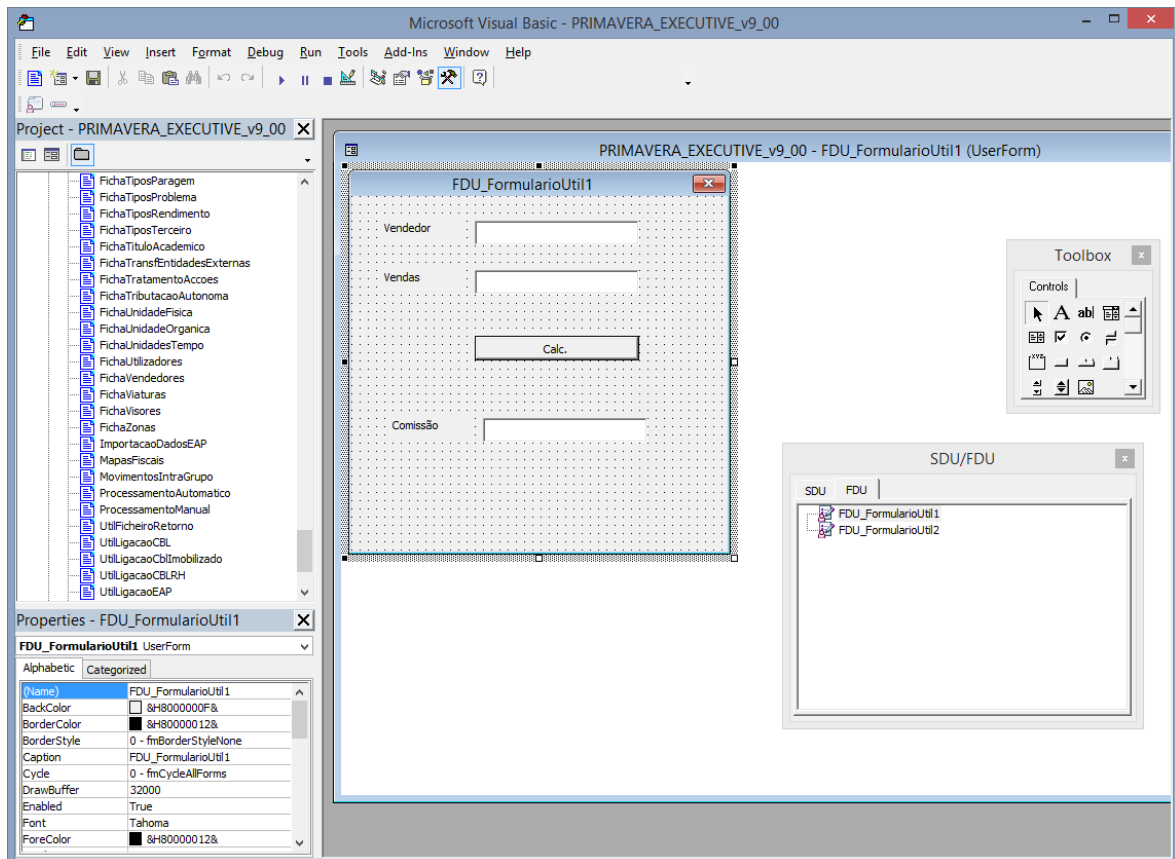 Microsoft Visual Basic - PRIMAVERA_EXECUTIVE_v9_00
File Edit View Insert Format Debug Run Tools Add-Ins Window Help
Project - PRIMAVERA_EXECUTIVE_v9_00
FichaTiposParagem
FichaTiposProblema
FichaTiposRendimento
FichaTiposTerceiro
FichaTituloAcademico
FichaTransfEntidadesExternas
FichaTratamentoAccoes
FichaTributacaoAutonoma
FichaUnidadeFisica
FichaUnidadeOrganica
FichaUnidadesTempo
FichaUtilizadores
FichaVendedores
FichaViaturas
FichaVisores
FichaZonas
ImportacaoDadosEAP
MapasFiscais
MovimentosIntraGrupo
ProcessamentoAutomatico
ProcessamentoManual
UtilFicheiroRetorno
UtilLigacaoCBL
UtilLigacaoCblImobilizado
UtilLigacaoCBLRH
UtilLigacaoEAP
Properties - FDU_FormularioUtil1
FDU_FormularioUtil1 UserForm
Alphabetic Categorized
(Name) FDU_FormularioUtil1
BackColor &H8000000F&
BorderColor &H80000012&
BorderStyle 0 - fmBorderStyleNone
Caption FDU_FormularioUtil1
Cycle 0 - fmCycleAllForms
DrawBuffer 32000
Enabled True
Font Tahoma
ForeColor &H80000012&
PRIMAVERA_EXECUTIVE_v9_00 - FDU_FormularioUtil1 (UserForm)
FDU_FormularioUtil1
Vendedor
Vendas
Calc.
Comissão
Toolbox
Controls
A abl
xyz
SDU/FDU
SDU FDU
FDU_FormularioUtil1
FDU_FormularioUtil2